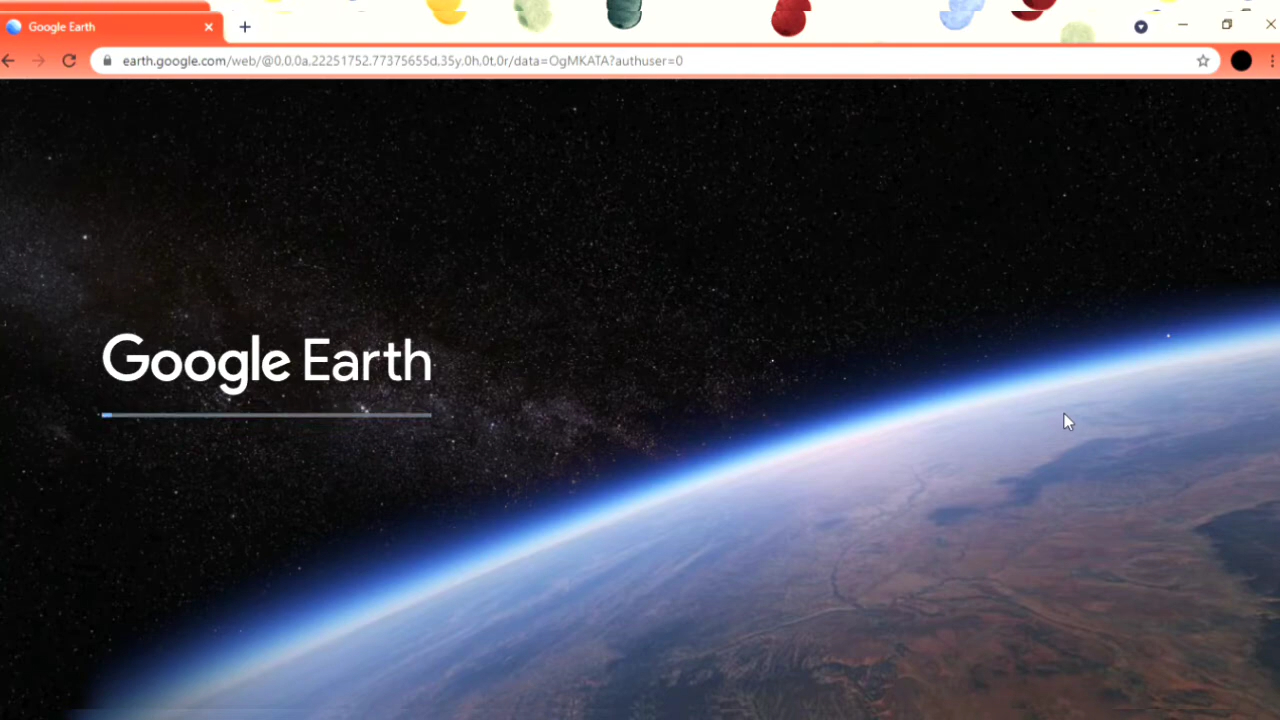 Google Earth
earth.google.com/web/@0,0,0a,22251752.77375655d,35y,0h,0t,0r/data=OgMKATA?authuser=0
Google Earth